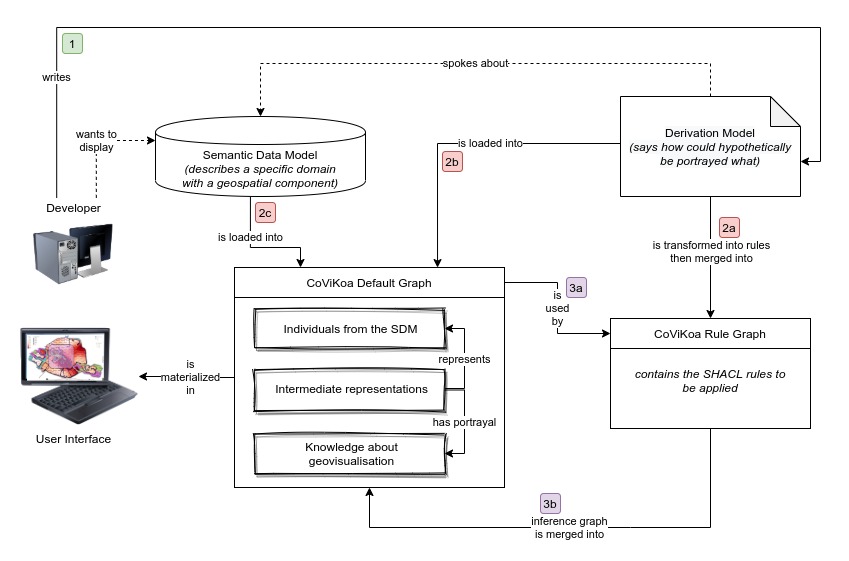 1
writes
spokes about
wants to
display
Semantic Data Model
(describes a specific domain
with a geospatial component)
Derivation Model
(says how could hypothetically
be portrayed what)
is loaded into
2b
Developer
2c
is loaded into
2a
is transformed into rules
then merged into
CoViKoa Default Graph
3a
is
used
by
Individuals from the SDM
represents
Intermediate representations
has portrayal
Knowledge about
geovisualisation
CoViKoa Rule Graph
contains the SHACL rules to
be applied
is
materialized
in
User Interface
3b
inference graph
is merged into